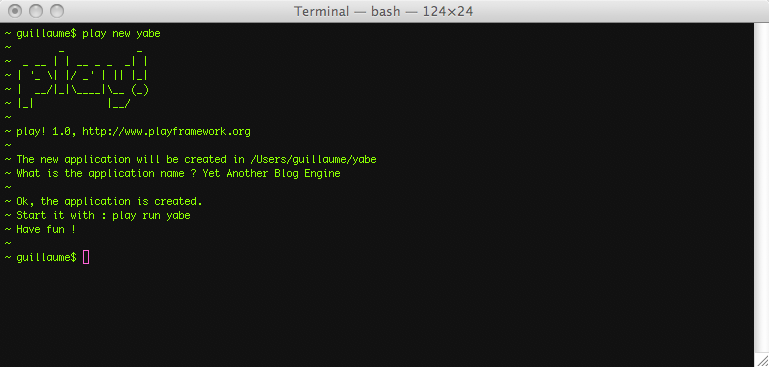 Terminal — bash — 124×24
~ guillaume$ play new yabe
~        _            _
~  _ __ | | __ _ _  _| |
~ | '_ \| |/ _' | || |_|
~ |  __/|_|\____|\__ (_)
~ |_|            |__/
~
~ play! 1.0, http://www.playframework.org
~
~ The new application will be created in /Users/guillaume/yabe
~ What is the application name ? Yet Another Blog Engine
~
~ Ok, the application is created.
~ Start it with : play run yabe
~ Have fun !
~
~ guillaume$